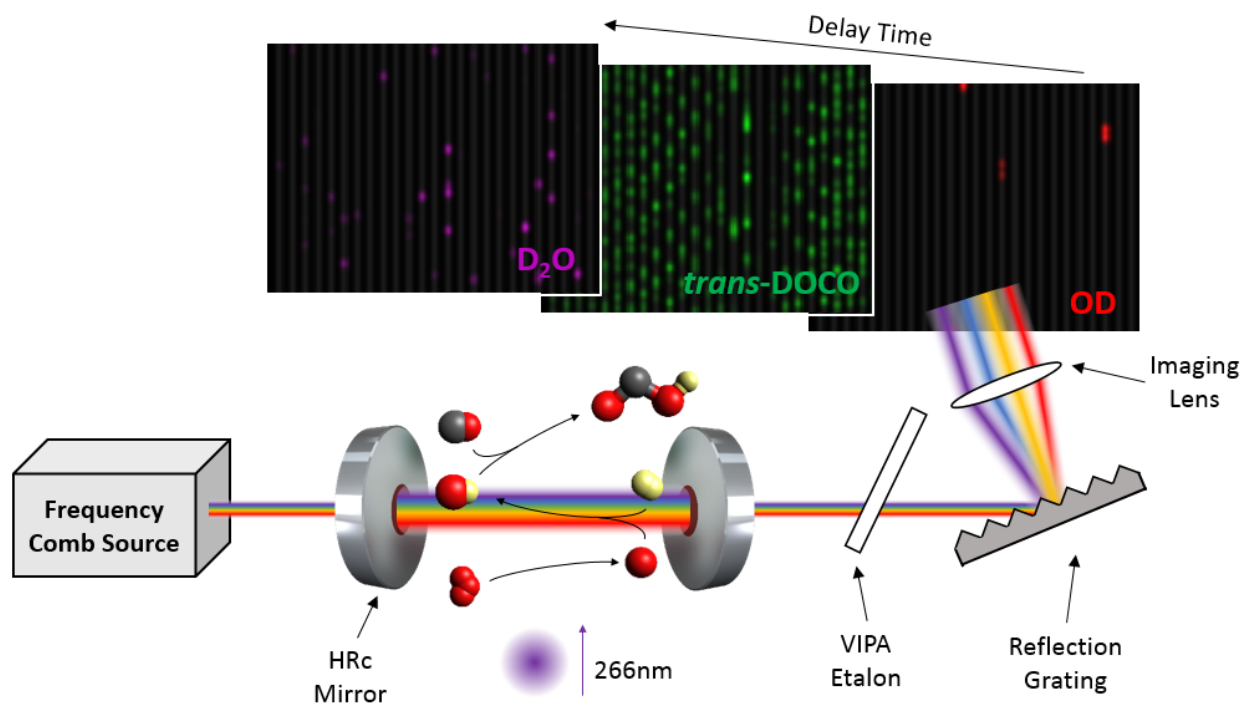 Delay Time
D₂O
trans-DOCO
OD
Imaging
Lens
Frequency
Comb Source
HRc
Mirror
266nm
VIPA
Etalon
Reflection
Grating